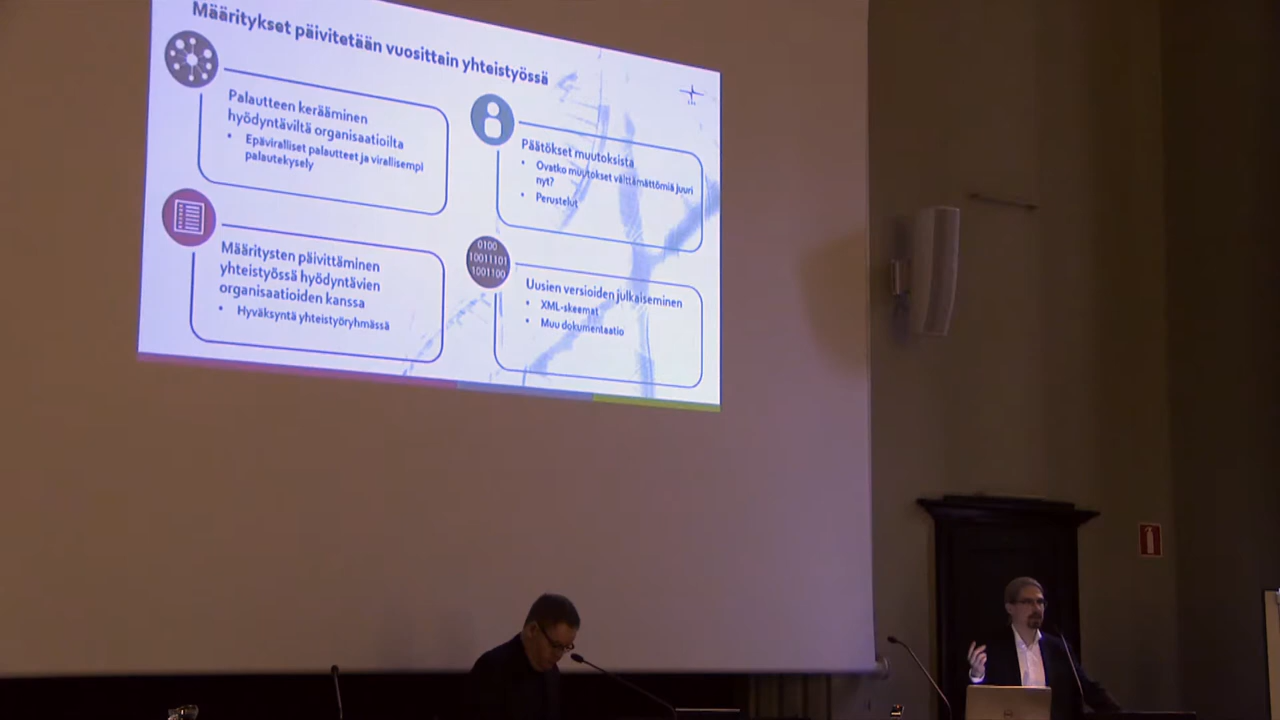 Määritykset päivitetään vuosittain yhteistyössä
Palautteen kerääminen
hyödyntäviltä organisaatioilta
• Epäviralliset palautteet ja virallisempi
palautekysely
Päätökset muutoksista
• Ovatko muutokset välttämättömiä juuri
nyt?
• Perustelut
Määritysten päivittäminen
yhteistyössä hyödyntävien
organisaatioiden kanssa
• Hyväksyntä yhteistyöryhmässä
0100
10011101
1001100
Uusien versioiden julkaiseminen
• XML-skeemat
• Muu dokumentaatio